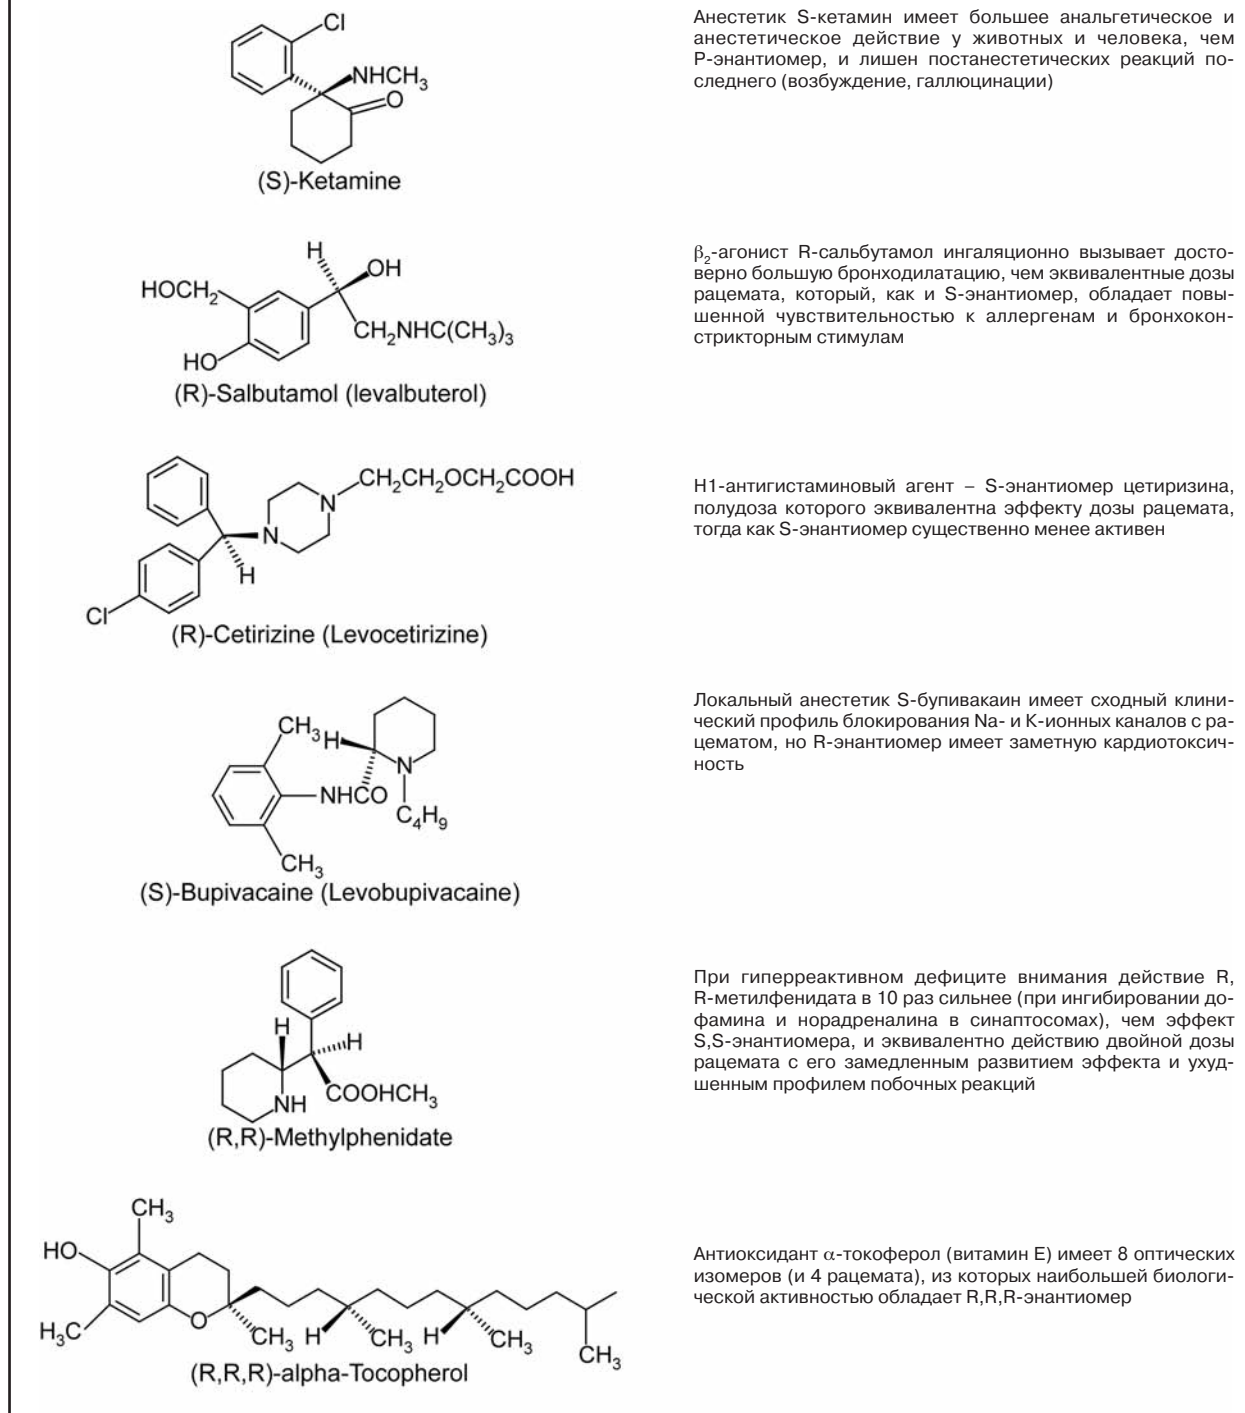 Cl
NHCH₃
O
(S)-Ketamine
Анестетик S-кетамин имеет большее анальгетическое и
анестетическое действие у животных и человека, чем
Р-энантиомер, и лишен постанестетических реакций по-
следнего (возбуждение, галлюцинации)
H
OH
HOCH₂
CH₂NHC(CH₃)₃
HO
(R)-Salbutamol (levalbuterol)
β₂-агонист R-сальбутамол ингаляционно вызывает досто-
верно большую бронходилатацию, чем эквивалентные дозы
рацемата, который, как и S-энантиомер, обладает повы-
шенной чувствительностью к аллергенам и бронхокон-
стрикторным стимулам
CH₂CH₂OCH₂COOH
N
N
H
Cl
(R)-Cetirizine (Levocetirizine)
Н1-антигистаминовый агент – S-энантиомер цетиризина,
полудоза которого эквивалентна эффекту дозы рацемата,
тогда как S-энантиомер существенно менее активен
CH₃
H
N
NHCO
C₄H₉
CH₃
(S)-Bupivacaine (Levobupivacaine)
Локальный анестетик S-бупивакаин имеет сходный клини-
ческий профиль блокирования Na- и К-ионных каналов с ра-
цематом, но R-энантиомер имеет заметную кардиотоксич-
ность
H
H
NH
COOHCH₃
(R,R)-Methylphenidate
При гиперреактивном дефиците внимания действие R,
R-метилфенидата в 10 раз сильнее (при ингибировании до-
фамина и норадреналина в синаптосомах), чем эффект
S,S-энантиомера, и эквивалентно действию двойной дозы
рацемата с его замедленным развитием эффекта и ухуд-
шенным профилем побочных реакций
CH₃
HO
H₃C
O
CH₃
H
CH₃
H
CH₃
CH₃
(R,R,R)-alpha-Tocopherol
Антиоксидант α-токоферол (витамин Е) имеет 8 оптических
изомеров (и 4 рацемата), из которых наибольшей биологи-
ческой активностью обладает R,R,R-энантиомер